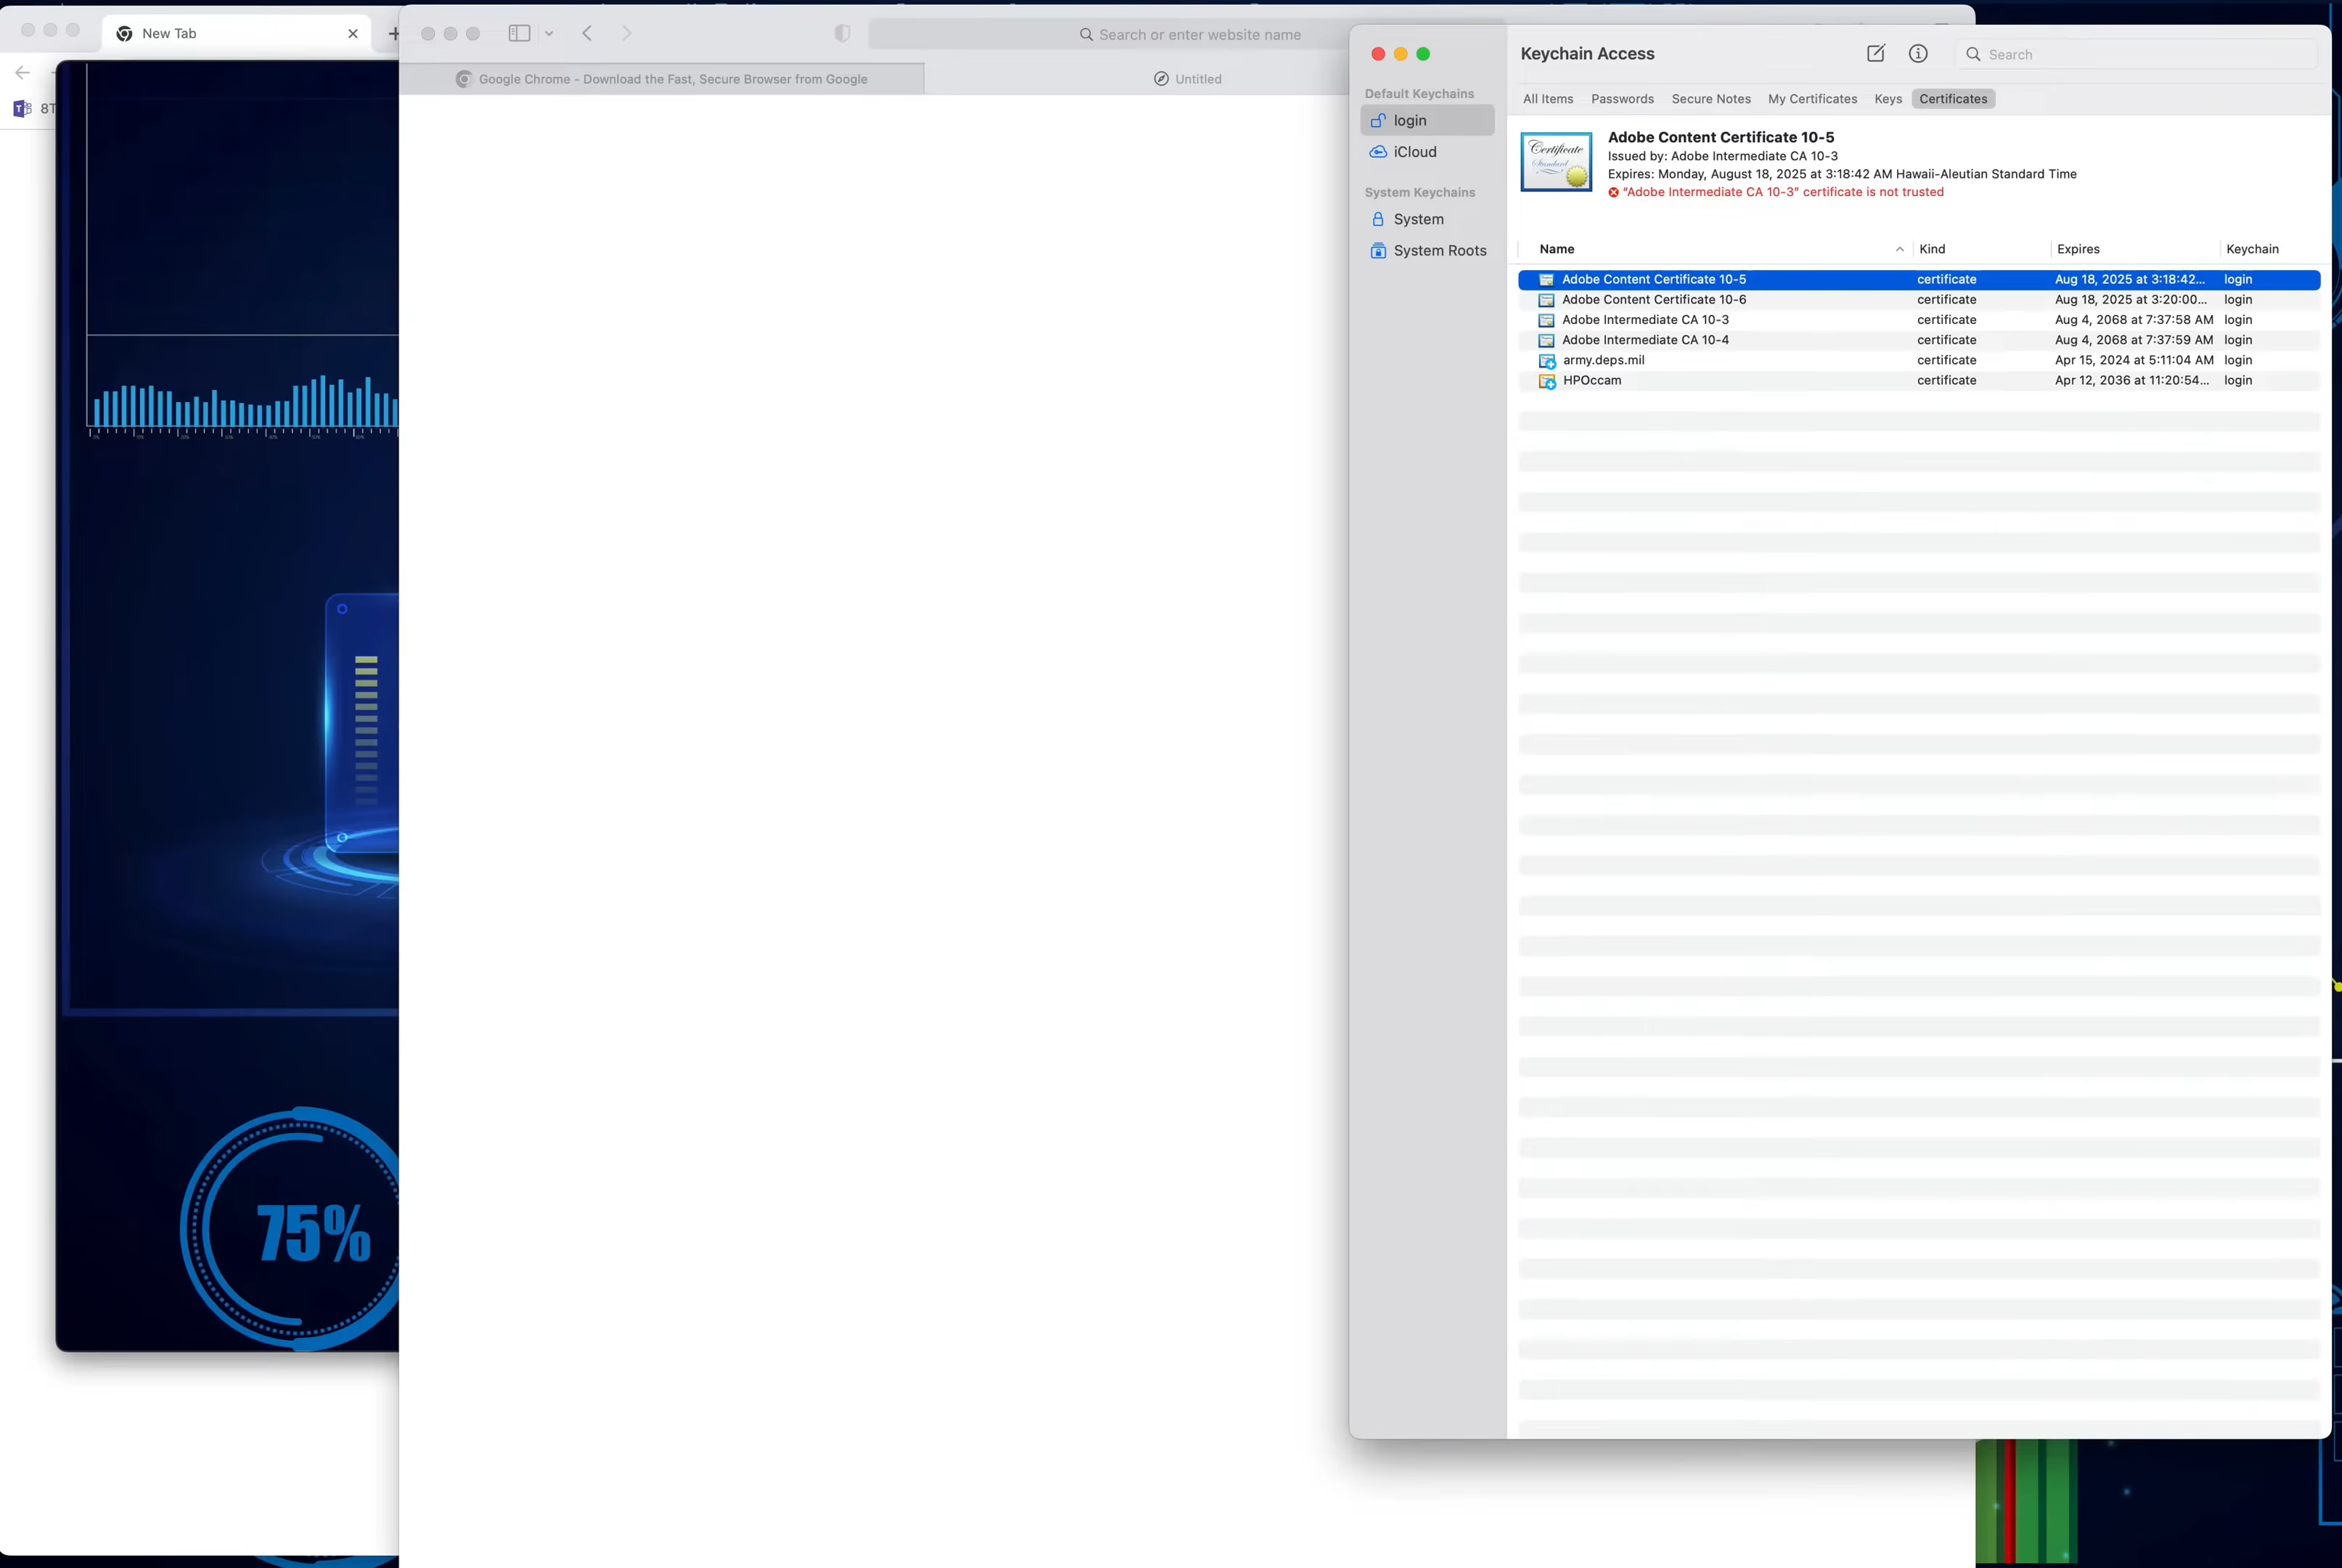 New Tab
8T
Search or enter website name
Google Chrome - Download the Fast, Secure Browser from Google
Untitled
75%
Keychain Access
Search
Default Keychains
login
iCloud
System Keychains
System
System Roots
All Items Passwords Secure Notes My Certificates Keys Certificates
Certificate
Standard
Adobe Content Certificate 10-5
Issued by: Adobe Intermediate CA 10-3
Expires: Monday, August 18, 2025 at 3:18:42 AM Hawaii-Aleutian Standard Time
“Adobe Intermediate CA 10-3” certificate is not trusted
Name Kind Expires Keychain
Adobe Content Certificate 10-5 certificate Aug 18, 2025 at 3:18:42... login
Adobe Content Certificate 10-6 certificate Aug 18, 2025 at 3:20:00... login
Adobe Intermediate CA 10-3 certificate Aug 4, 2068 at 7:37:58 AM login
Adobe Intermediate CA 10-4 certificate Aug 4, 2068 at 7:37:59 AM login
army.deps.mil certificate Apr 15, 2024 at 5:11:04 AM login
HPOccam certificate Apr 12, 2036 at 11:20:54... login